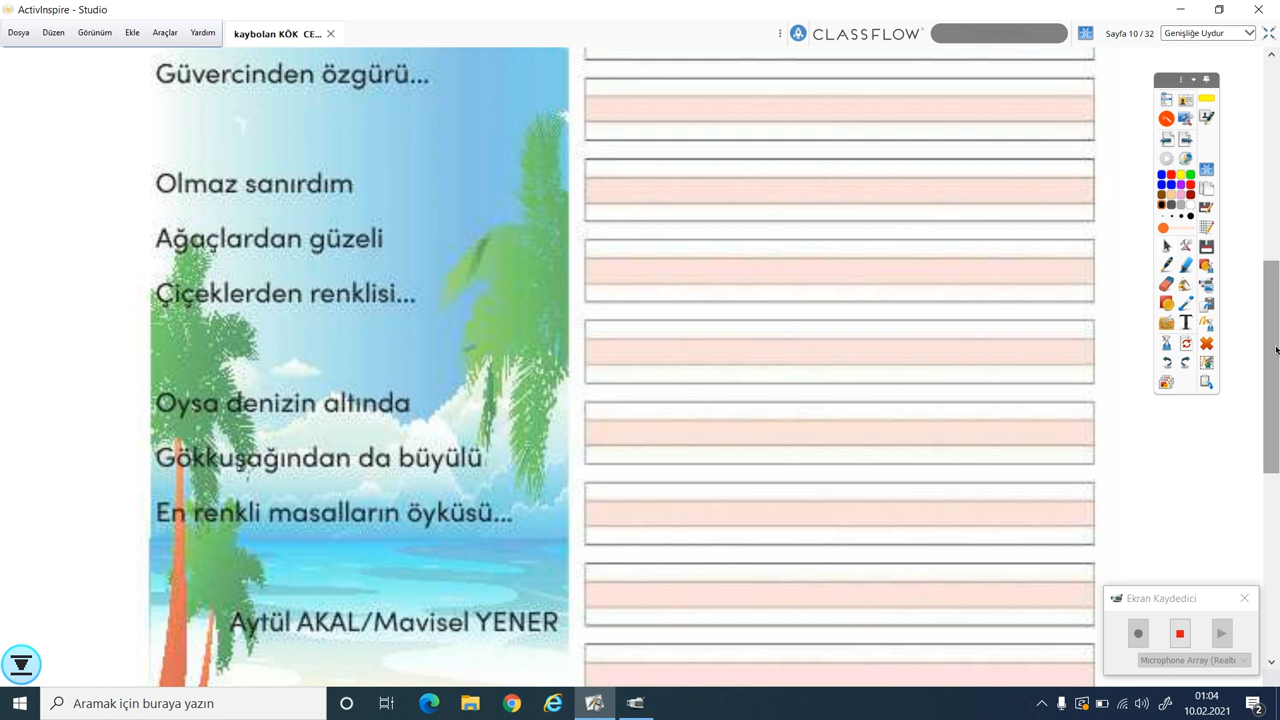 ActivInspire - Studio
Dosya Düzen Görünüm Ekle Araçlar Yardım
kaybolan KÖK CE...
CLASSFLOW
Sayfa 10 / 32
Genişliğe Uydur
Güvercinden özgürü...
Olmaz sanırdım
Ağaçlardan güzeli
Çiçeklerden renklisi...
Oysa denizin altında
Gökkuşağından da büyülü
En renkli masalların öyküsü...
Aytül AKAL/Mavisel YENER
Ekran Kaydedici
Microphone Array (Realte
Aramak için buraya yazın
01:04
10.02.2021
2